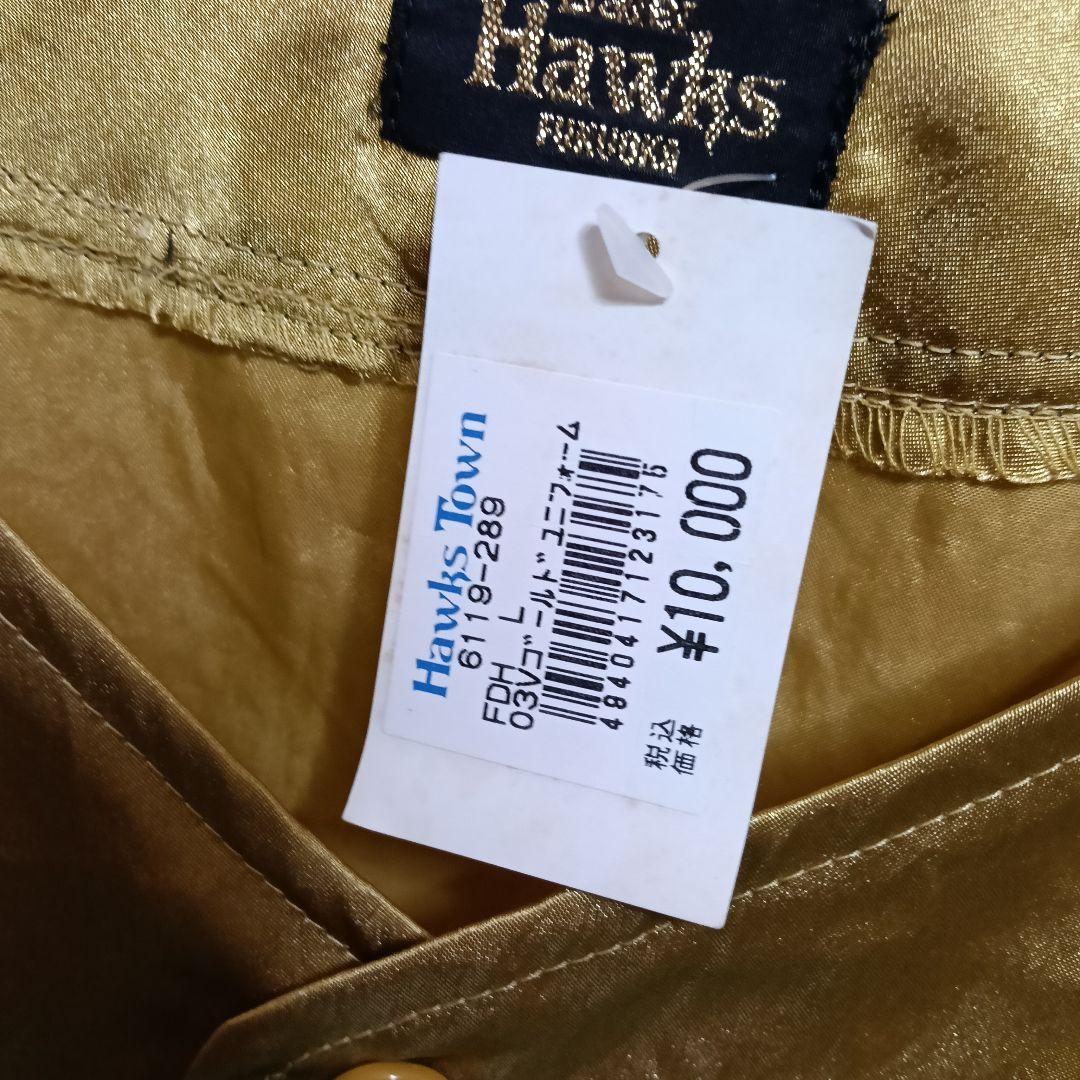 Hawks
FUKUOKA
Hawks Town
6119-289
FDH L
03Vゴールドユニフォーム
4940417123175
税込
価格
¥10,000